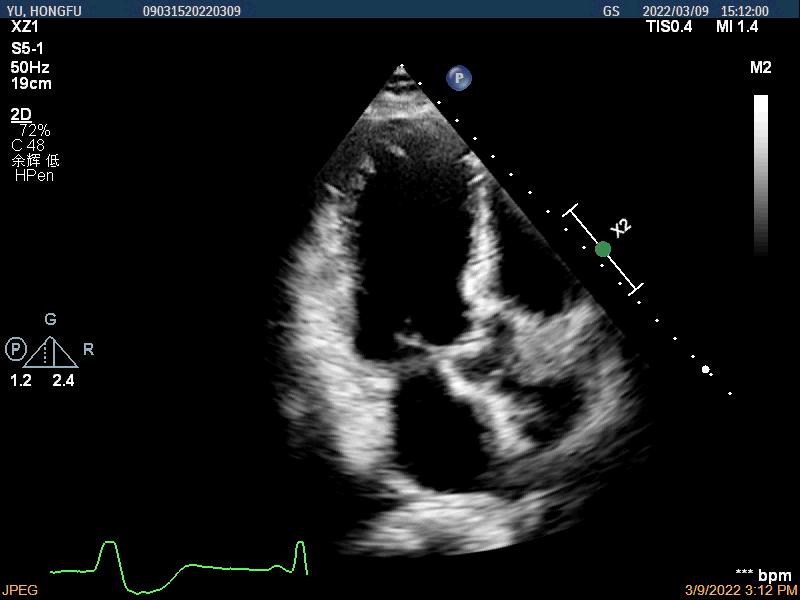 YU, HONGFU 09031520220309 GS 2022/03/09 15:12:00
XZ1 TIS0.4 MI 1.4
S5-1
50Hz
19cm
M2
2D
72%
C 48
余辉 低
HPen
P
X2
G
P R
1.2 2.4
*** bpm
JPEG 3/9/2022 3:12 PM